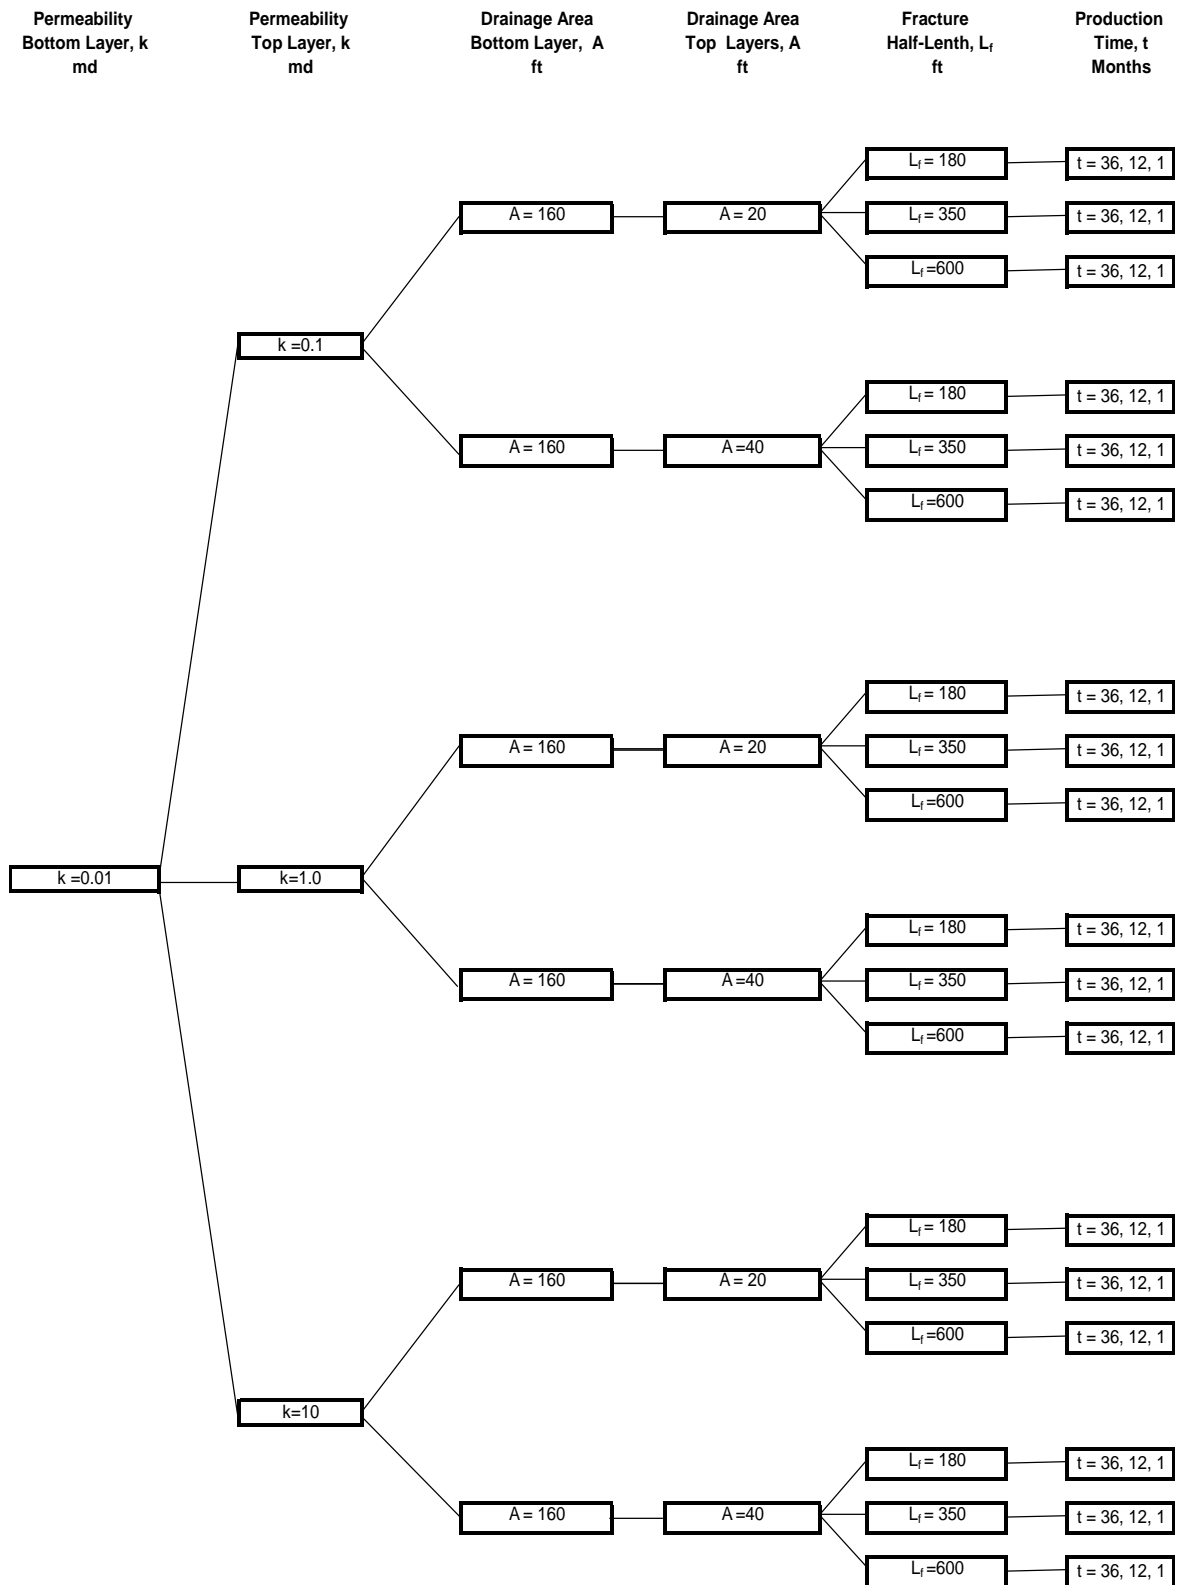 Permeability
Bottom Layer, k
md
Permeability
Top Layer, k
md
Drainage Area
Bottom Layer, A
ft
Drainage Area
Top Layers, A
ft
Fracture
Half-Lenth, Lf
ft
Production
Time, t
Months
Lf = 180
t = 36, 12, 1
A = 160
A = 20
Lf = 350
t = 36, 12, 1
Lf =600
t = 36, 12, 1
k =0.1
Lf = 180
t = 36, 12, 1
A = 160
A =40
Lf = 350
t = 36, 12, 1
Lf =600
t = 36, 12, 1
Lf = 180
t = 36, 12, 1
A = 160
A = 20
Lf = 350
t = 36, 12, 1
Lf =600
t = 36, 12, 1
k =0.01
k=1.0
Lf = 180
t = 36, 12, 1
A = 160
A =40
Lf = 350
t = 36, 12, 1
Lf =600
t = 36, 12, 1
Lf = 180
t = 36, 12, 1
A = 160
A = 20
Lf = 350
t = 36, 12, 1
Lf =600
t = 36, 12, 1
k=10
Lf = 180
t = 36, 12, 1
A = 160
A =40
Lf = 350
t = 36, 12, 1
Lf =600
t = 36, 12, 1